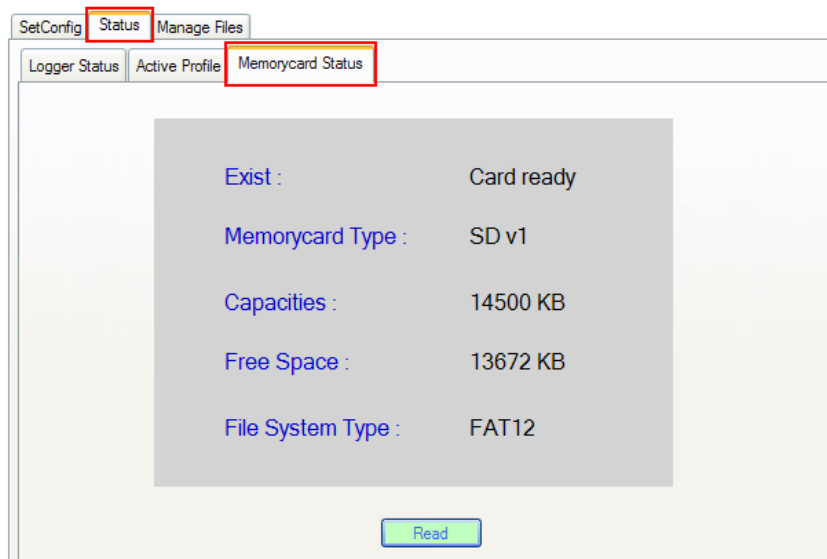 SetConfig Status Manage Files
Logger Status Active Profile Memorycard Status
Exist : Card ready
Memorycard Type : SD v1
Capacities : 14500 KB
Free Space : 13672 KB
File System Type : FAT12
Read